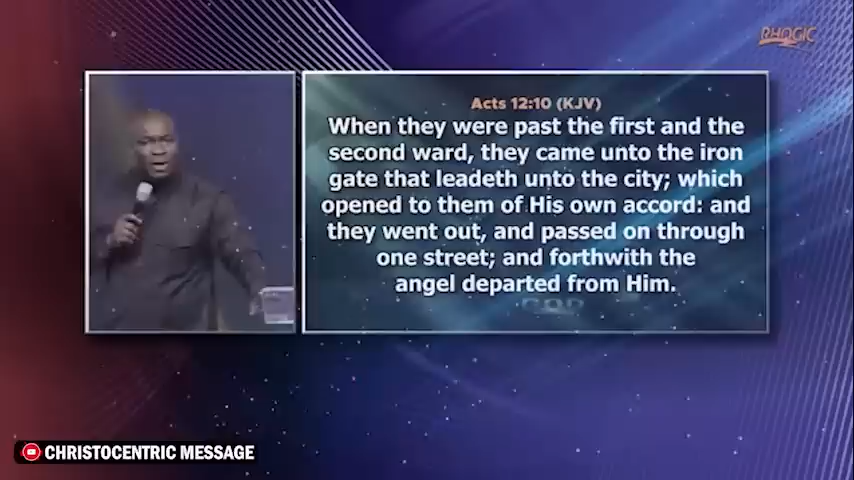 RHOGIC
Acts 12:10 (KJV)
When they were past the first and the
second ward, they came unto the iron
gate that leadeth unto the city; which
opened to them of His own accord: and
they went out, and passed on through
one street; and forthwith the
angel departed from Him.
GOD
CHRISTOCENTRIC MESSAGE